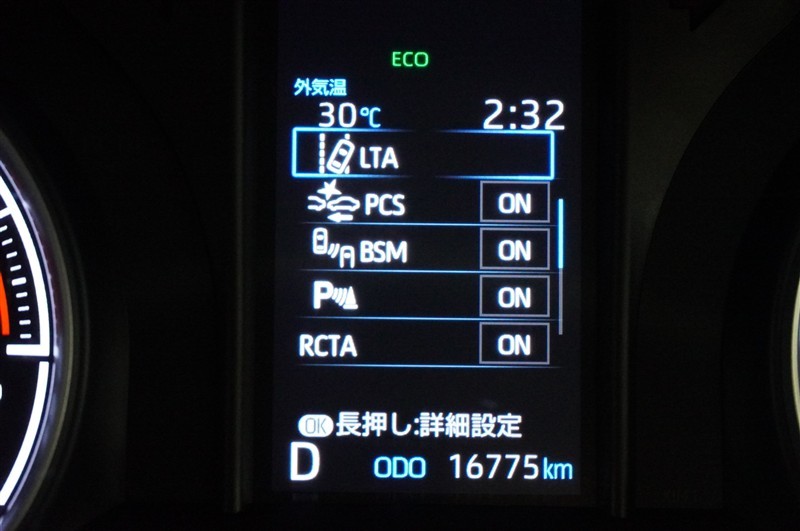 ECO
外気温
30℃ 2:32
LTA
PCS ON
BSM ON
P ON
RCTA ON
OK 長押し:詳細設定
D ODO 16775km